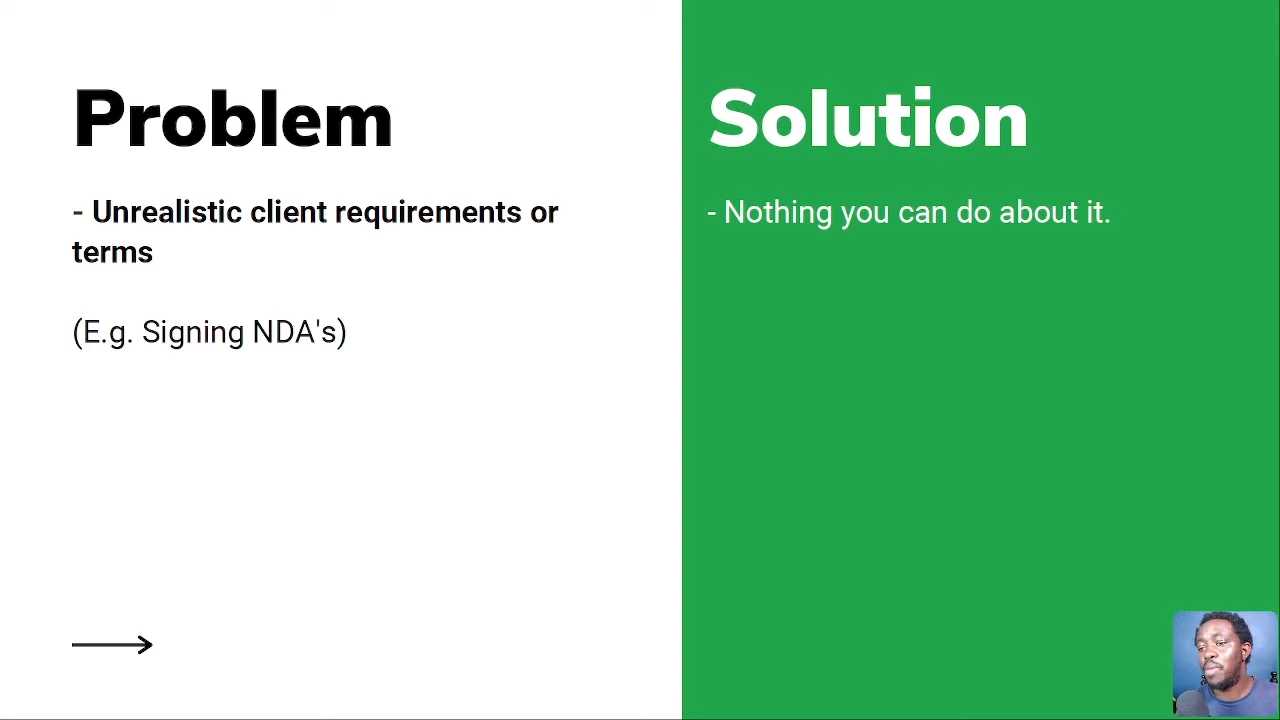 Problem
- Unrealistic client requirements or
terms
(E.g. Signing NDA's)
Solution
- Nothing you can do about it.